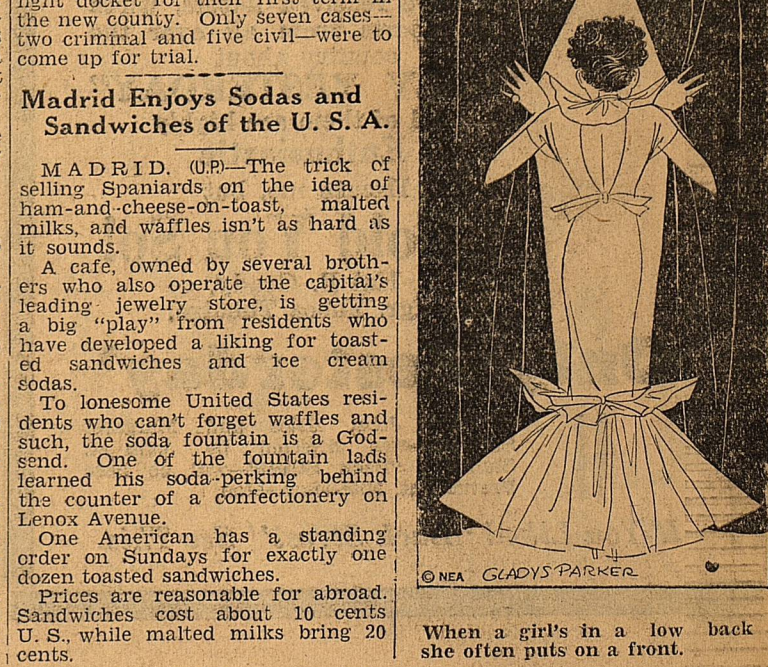 light docket for their first term in
the new county. Only seven cases—
two criminal and five civil—were to
come up for trial.
Madrid Enjoys Sodas and
Sandwiches of the U. S. A.
MADRID. (U.P.)—The trick of
selling Spaniards on the idea of
ham-and-cheese-on-toast, malted
milks, and waffles isn't as hard as
it sounds.
A cafe, owned by several broth-
ers who also operate the capital's
leading jewelry store, is getting
a big "play" from residents who
have developed a liking for toast-
ed sandwiches and ice cream
sodas.
To lonesome United States resi-
dents who can't forget waffles and
such, the soda fountain is a God-
send. One of the fountain lads
learned his soda-perking behind
the counter of a confectionery on
Lenox Avenue.
One American has a standing
order on Sundays for exactly one
dozen toasted sandwiches.
Prices are reasonable for abroad.
Sandwiches cost about 10 cents
U. S., while malted milks bring 20
cents.
© NEA GLADYS PARKER
When a girl's in a low back
she often puts on a front.